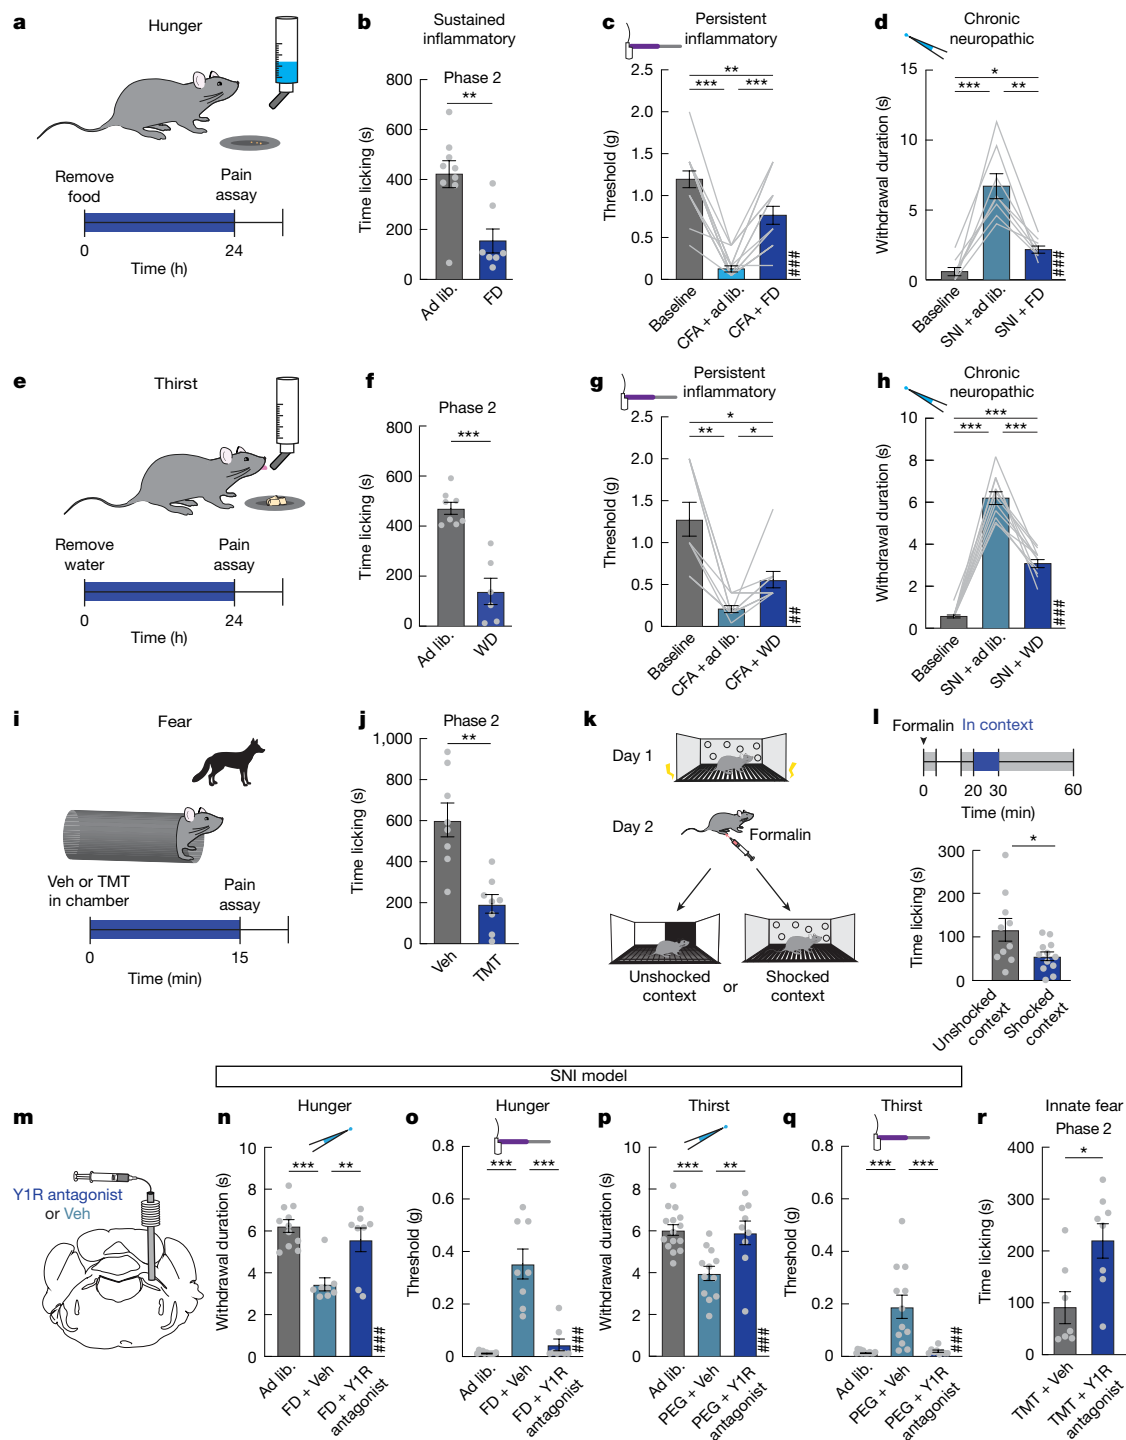 a
Hunger
Remove
food
Pain
assay
0
24
Time (h)
b
Sustained
inflammatory
Phase 2
**
800
600
400
200
0
Time licking (s)
Ad lib.
FD
c
Persistent
inflammatory
**
***
***
2.5
2.0
1.5
1.0
0.5
0
Threshold (g)
###
Baseline
CFA + ad lib.
CFA + FD
d
Chronic
neuropathic
*
***
**
15
10
5
0
Withdrawal duration (s)
###
Baseline
SNI + ad lib.
SNI + FD
e
Thirst
Remove
water
Pain
assay
0
24
Time (h)
f
Phase 2
***
800
600
400
200
0
Time licking (s)
Ad lib.
WD
g
Persistent
inflammatory
*
**
*
2.5
2.0
1.5
1.0
0.5
0
Threshold (g)
##
Baseline
CFA + ad lib.
CFA + WD
h
Chronic
neuropathic
***
***
***
10
8
6
4
2
0
Withdrawal duration (s)
###
Baseline
SNI + ad lib.
SNI + WD
i
Fear
Veh or TMT
in chamber
Pain
assay
0
15
Time (min)
j
Phase 2
**
1,000
800
600
400
200
0
Time licking (s)
Veh
TMT
k
Day 1
Day 2
Formalin
Unshocked
context
or
Shocked
context
l
Formalin In context
0
20
30
60
Time (min)
*
300
200
100
0
Time licking (s)
Unshocked
context
Shocked
context
SNI model
m
Y1R antagonist
or Veh
n
Hunger
***
**
10
8
6
4
2
0
Withdrawal duration (s)
###
Ad lib.
FD + Veh
FD + Y1R
antagonist
o
Hunger
***
***
0.8
0.6
0.4
0.2
0
Threshold (g)
###
Ad lib.
FD + Veh
FD + Y1R
antagonist
p
Thirst
***
**
10
8
6
4
2
0
Withdrawal duration (s)
###
Ad lib.
PEG + Veh
PEG + Y1R
antagonist
q
Thirst
***
***
0.8
0.6
0.4
0.2
0
Threshold (g)
###
Ad lib.
PEG + Veh
PEG + Y1R
antagonist
r
Innate fear
Phase 2
*
400
300
200
100
0
Time licking (s)
TMT + Veh
TMT + Y1R
antagonist